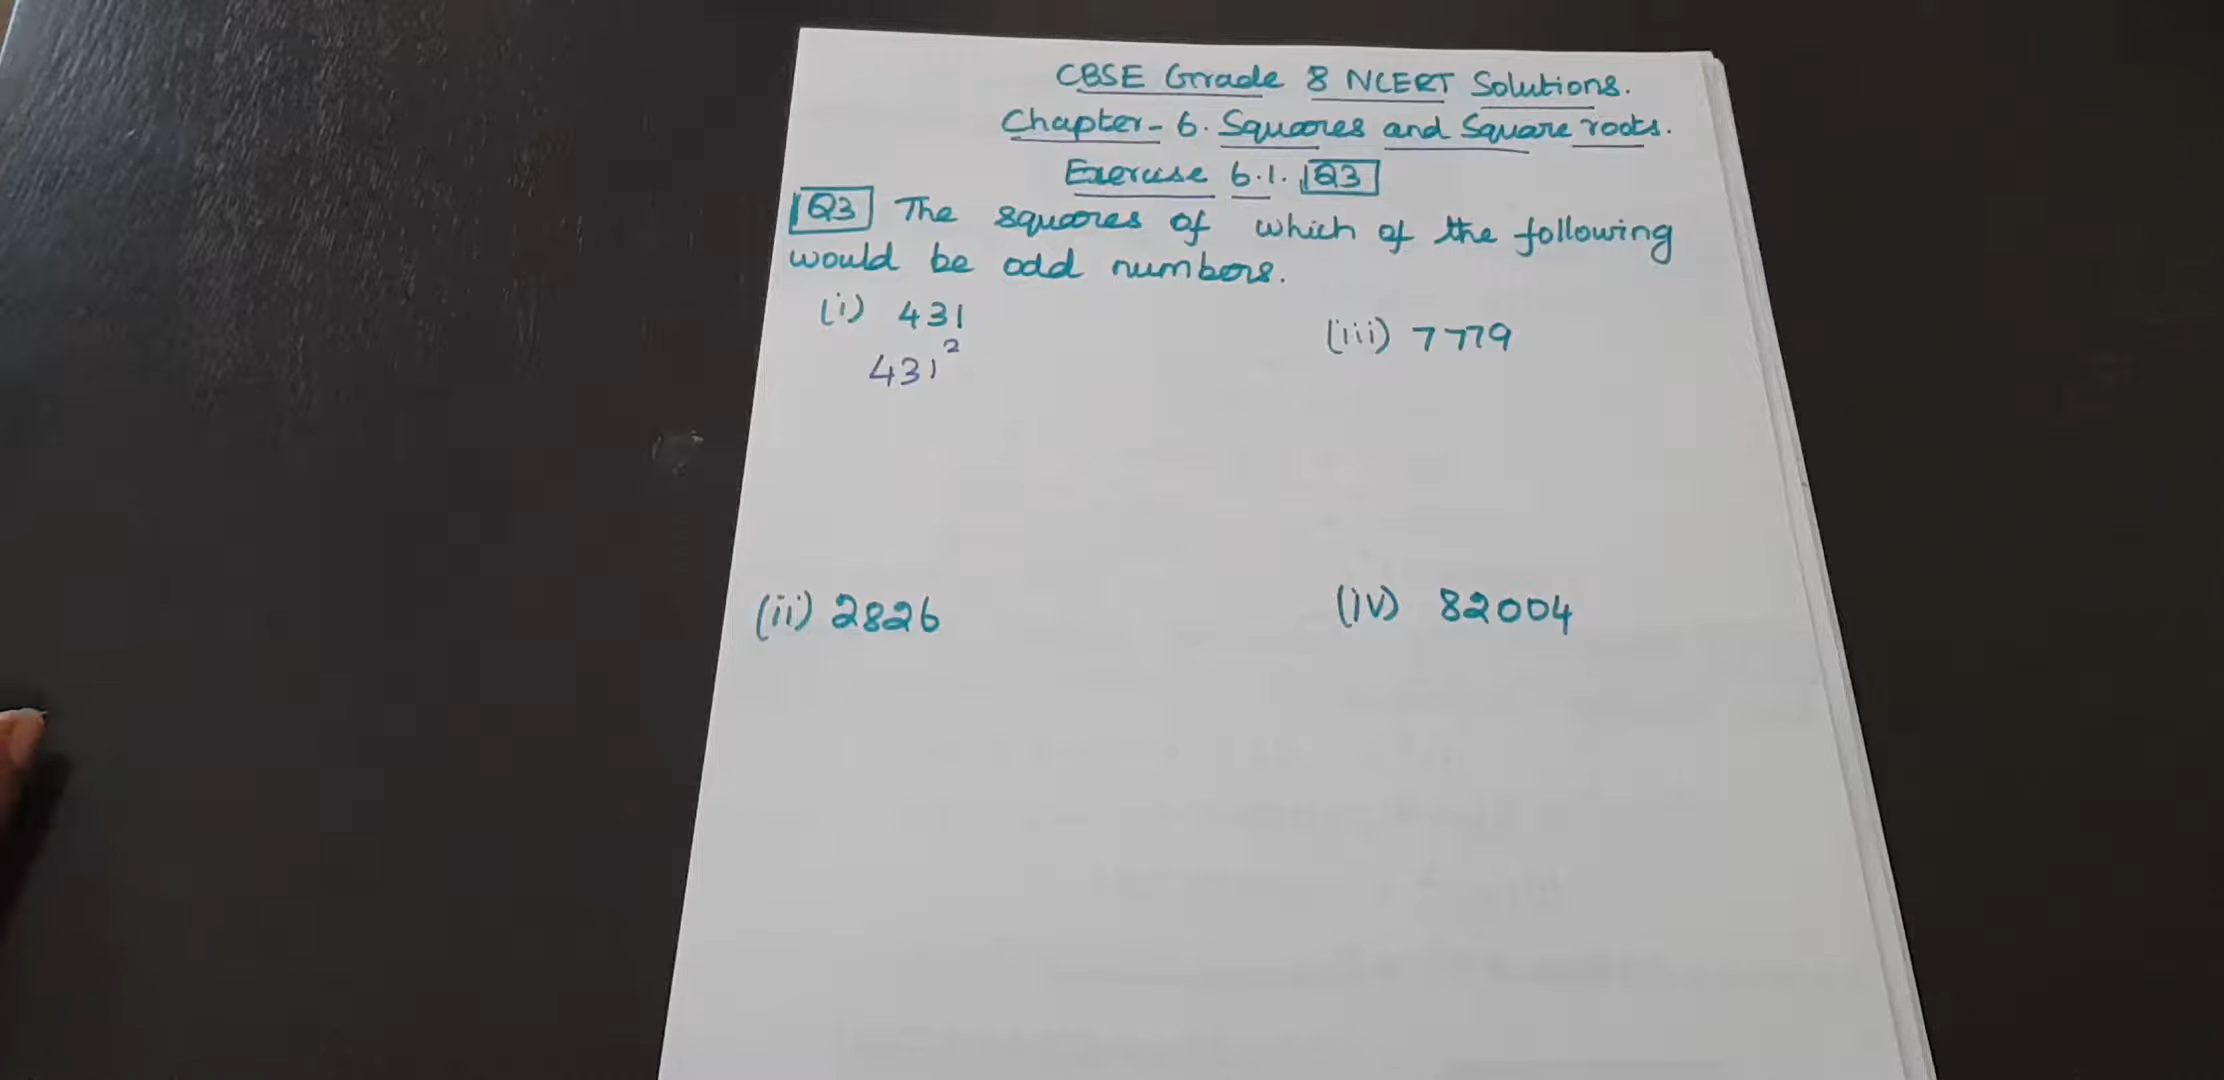 CBSE Grade 8 NCERT Solutions.
Chapter-6. Squares and Square roots.
Exercise 6.1. Q3
Q3 The squares of which of the following
would be odd numbers.
(i) 431
(iii) 7779
431²
(ii) 2826
(iv) 82004